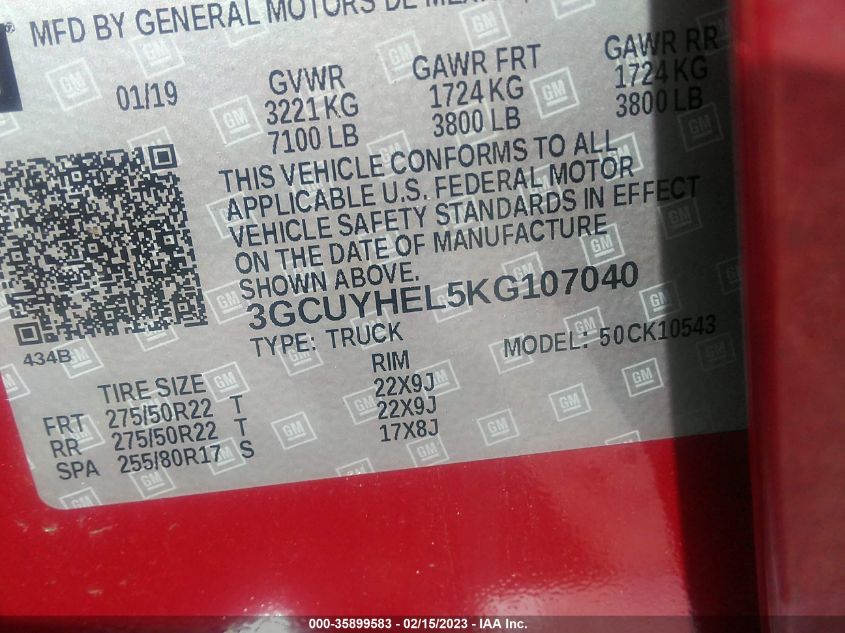 MFD BY GENERAL MOTORS DE
01/19 GVWR GAWR FRT GAWR RR
3221 KG 1724 KG 1724 KG
7100 LB 3800 LB 3800 LB
THIS VEHICLE CONFORMS TO ALL
APPLICABLE U.S. FEDERAL MOTOR
VEHICLE SAFETY STANDARDS IN EFFECT
ON THE DATE OF MANUFACTURE
SHOWN ABOVE.
3GCUYHEL5KG107040
434B
TYPE: TRUCK MODEL: 50CK10543
TIRE SIZE RIM
FRT 275/50R22 T 22X9J
RR 275/50R22 T 22X9J
SPA 255/80R17 S 17X8J
GM
000-35899583 - 02/15/2023 - IAA Inc.